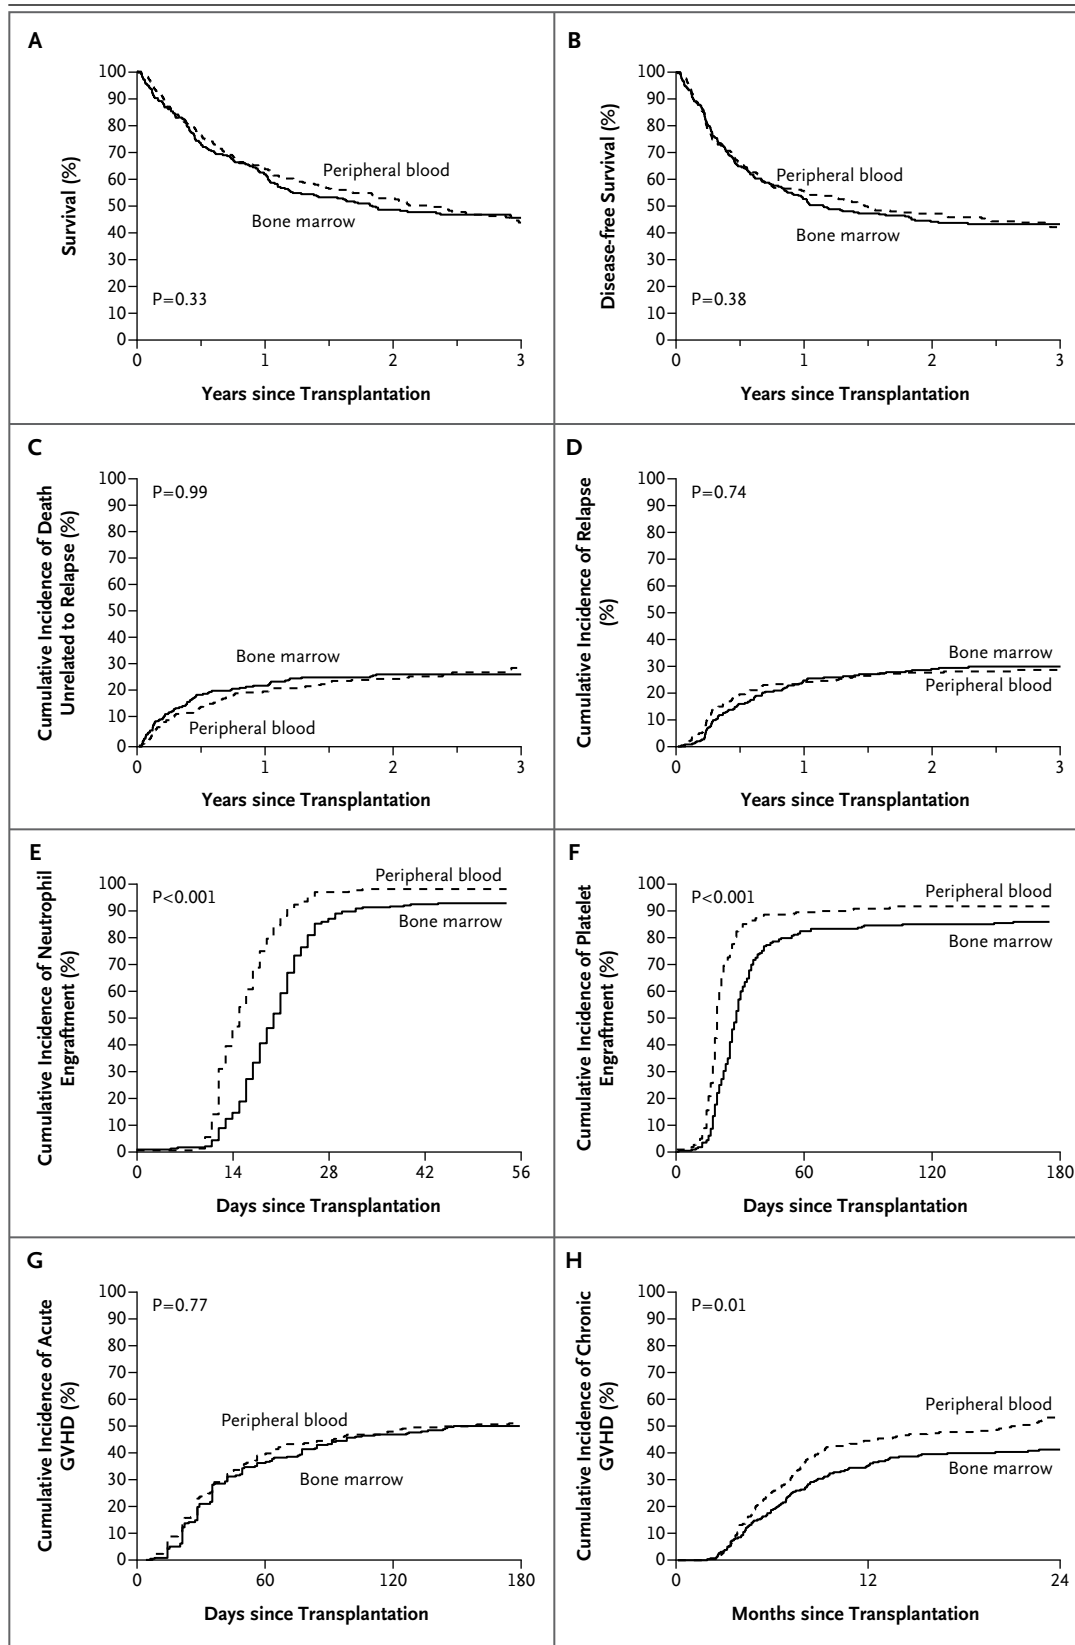 A
Survival (%)
100
90
80
70
60
50
40
30
20
10
0
Peripheral blood
Bone marrow
P=0.33
0 1 2 3
Years since Transplantation
B
Disease-free Survival (%)
100
90
80
70
60
50
40
30
20
10
0
Peripheral blood
Bone marrow
P=0.38
0 1 2 3
Years since Transplantation
C
Cumulative Incidence of Death
Unrelated to Relapse (%)
100
90
80
70
60
50
40
30
20
10
0
P=0.99
Bone marrow
Peripheral blood
0 1 2 3
Years since Transplantation
D
Cumulative Incidence of Relapse
(%)
100
90
80
70
60
50
40
30
20
10
0
P=0.74
Bone marrow
Peripheral blood
0 1 2 3
Years since Transplantation
E
Cumulative Incidence of Neutrophil
Engraftment (%)
100
90
80
70
60
50
40
30
20
10
0
P<0.001
Peripheral blood
Bone marrow
0 14 28 42 56
Days since Transplantation
F
Cumulative Incidence of Platelet
Engraftment (%)
100
90
80
70
60
50
40
30
20
10
0
P<0.001
Peripheral blood
Bone marrow
0 60 120 180
Days since Transplantation
G
Cumulative Incidence of Acute
GVHD (%)
100
90
80
70
60
50
40
30
20
10
0
P=0.77
Peripheral blood
Bone marrow
0 60 120 180
Days since Transplantation
H
Cumulative Incidence of Chronic
GVHD (%)
100
90
80
70
60
50
40
30
20
10
0
P=0.01
Peripheral blood
Bone marrow
0 12 24
Months since Transplantation